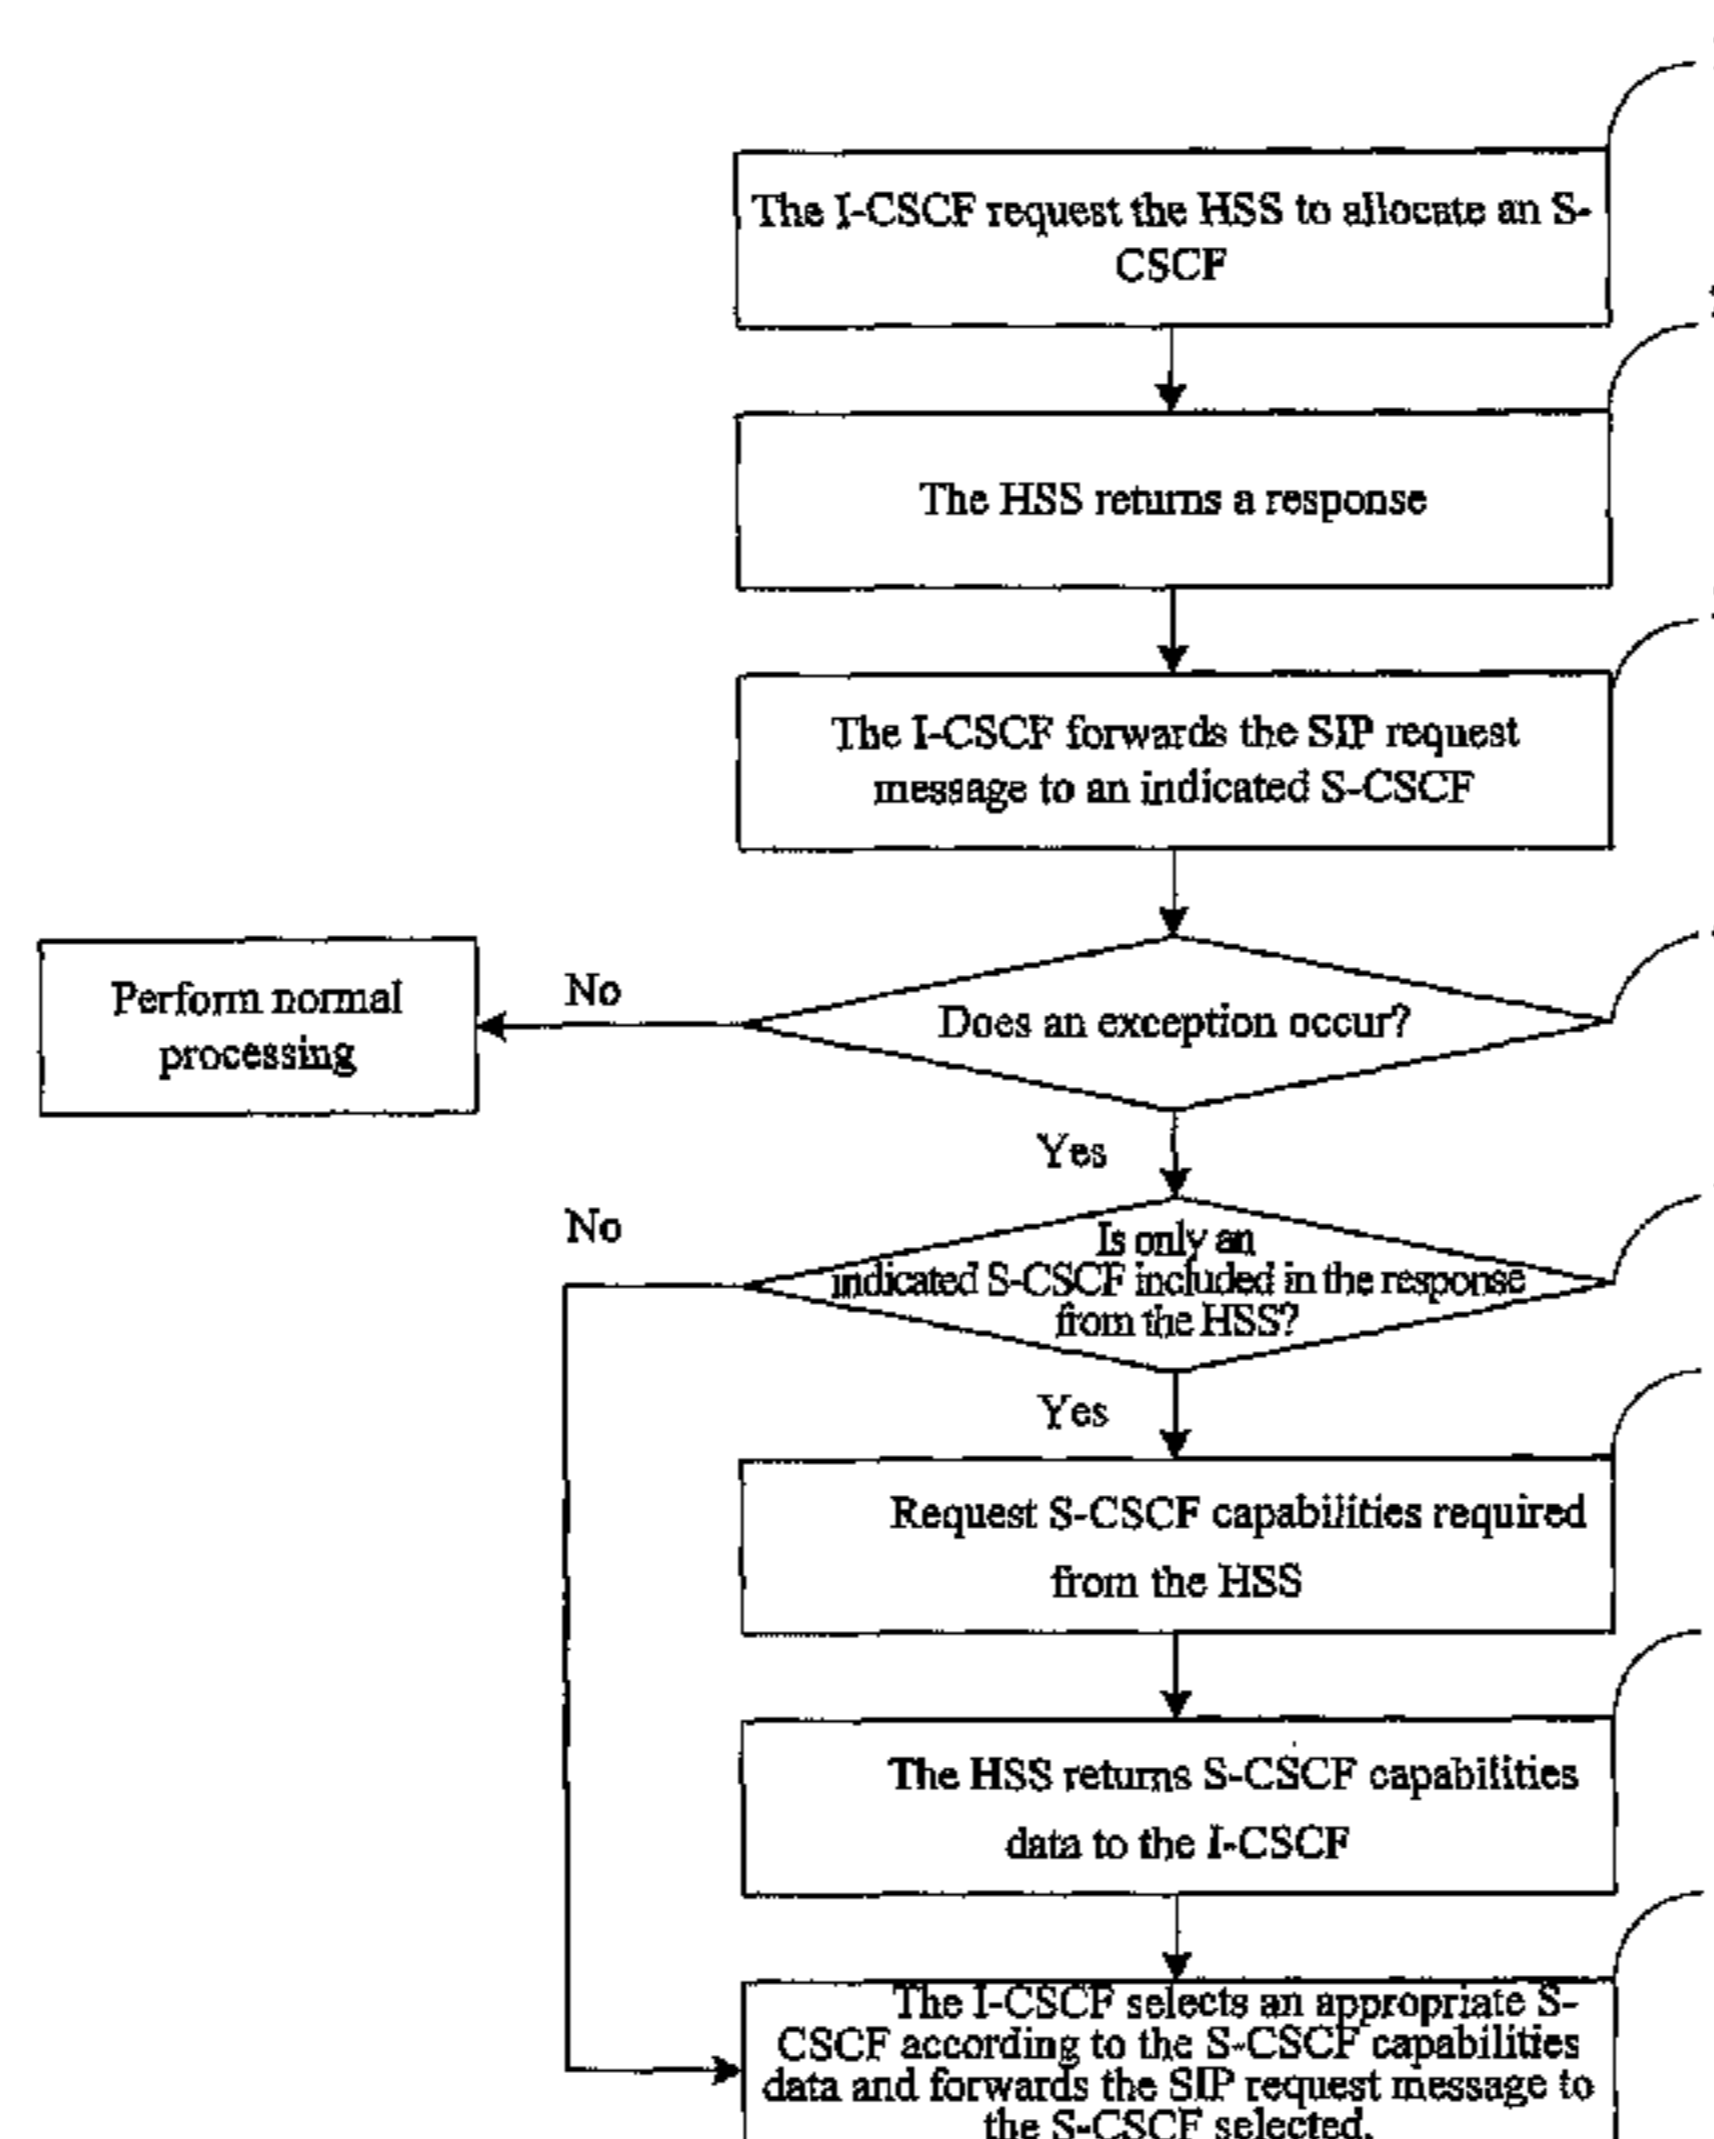 The I-CSCF request the HSS to allocate an S-
CSCF
The HSS returns a response
The I-CSCF forwards the SIP request
message to an indicated S-CSCF
Perform normal
processing
No
Does an exception occur?
Yes
No
Is only an
indicated S-CSCF included in the response
from the HSS?
Yes
Request S-CSCF capabilities required
from the HSS
The HSS returns S-CSCF capabilities
data to the I-CSCF
The I-CSCF selects an appropriate S-
CSCF according to the S-CSCF capabilities
data and forwards the SIP request message to
the S-CSCF selected.